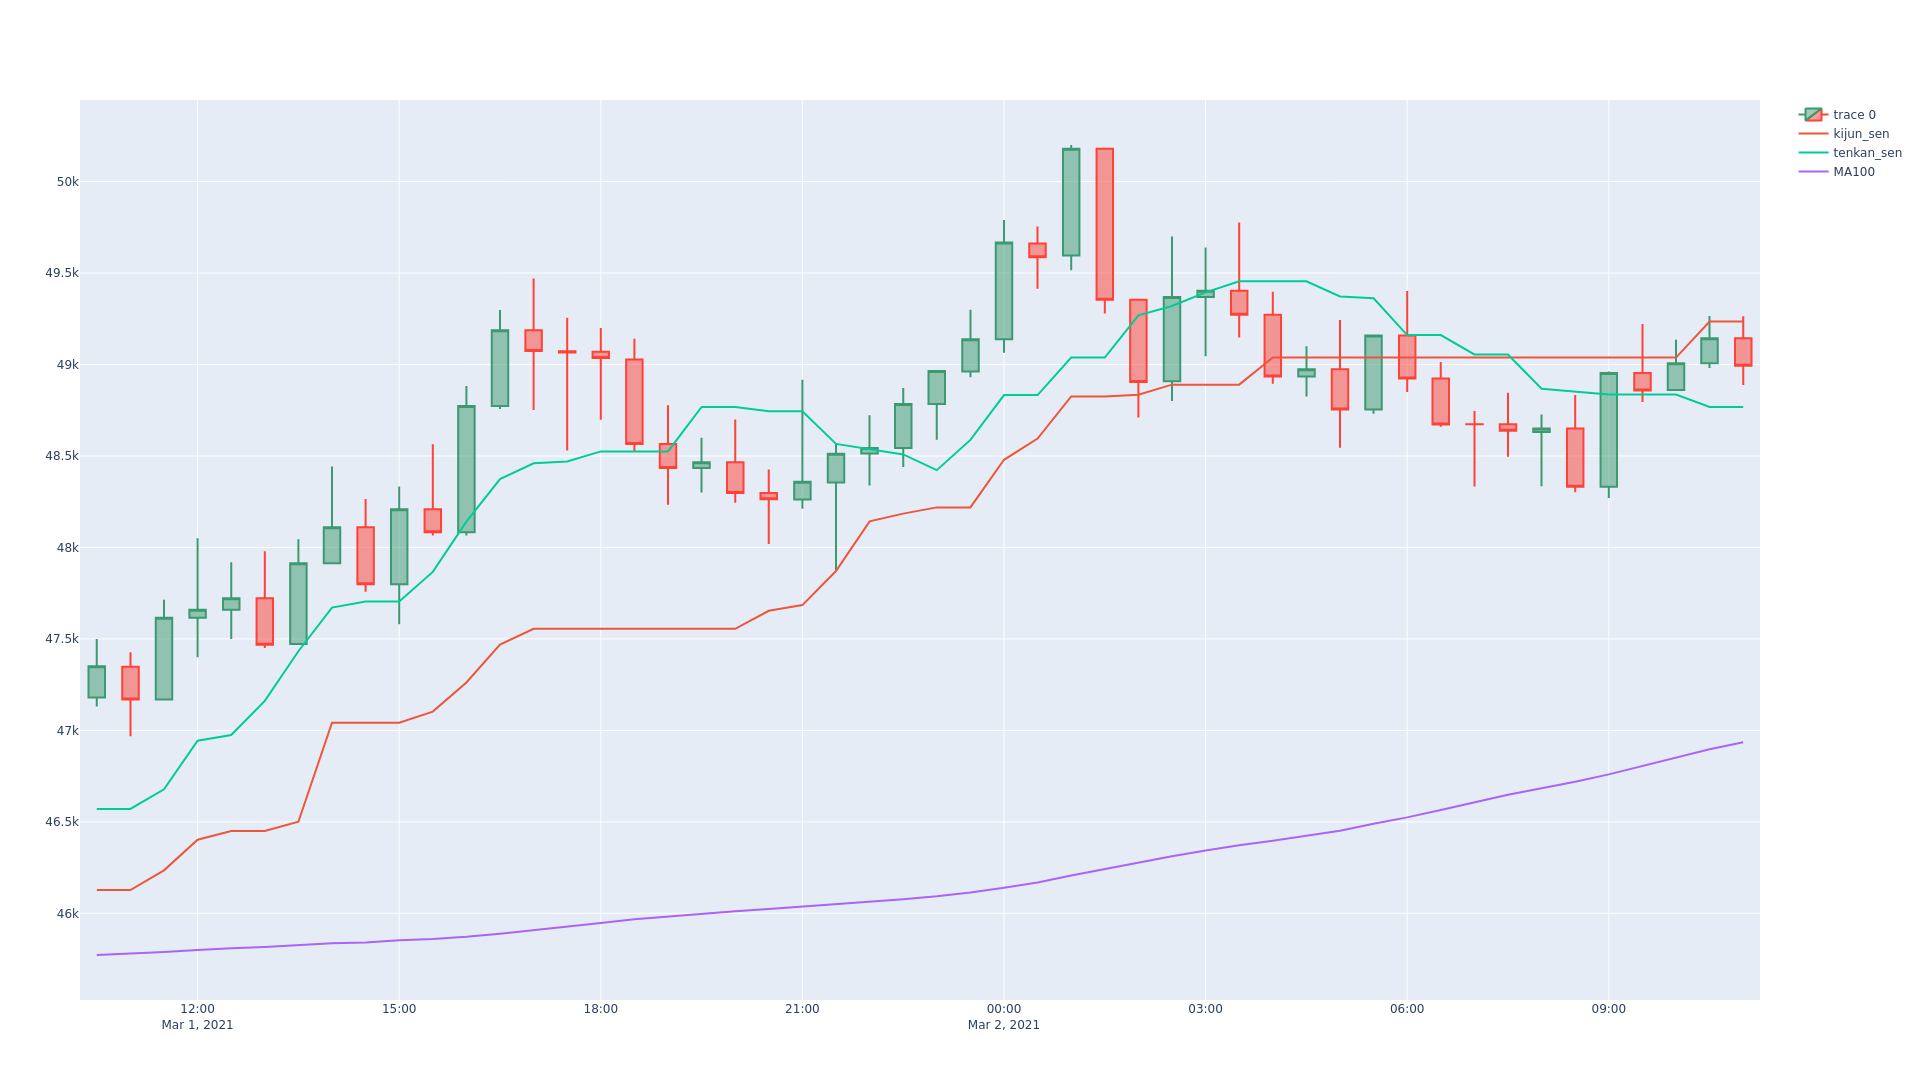 trace 0
kijun_sen
tenkan_sen
MA100
50k
49.5k
49k
48.5k
48k
47.5k
47k
46.5k
46k
12:00 15:00 18:00 21:00 00:00 03:00 06:00 09:00
Mar 1, 2021 Mar 2, 2021